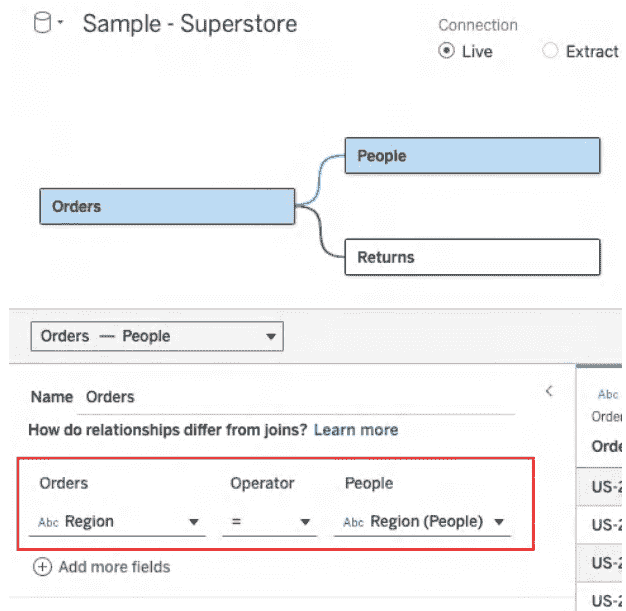 Sample - Superstore
Connection
Live
Extract
People
Orders
Returns
Orders — People
Name Orders
How do relationships differ from joins? Learn more
Orders Operator People
Abc Region = Abc Region (People)
Add more fields
Abc
Order
Orde
US-2
US-2
US-2
US-2